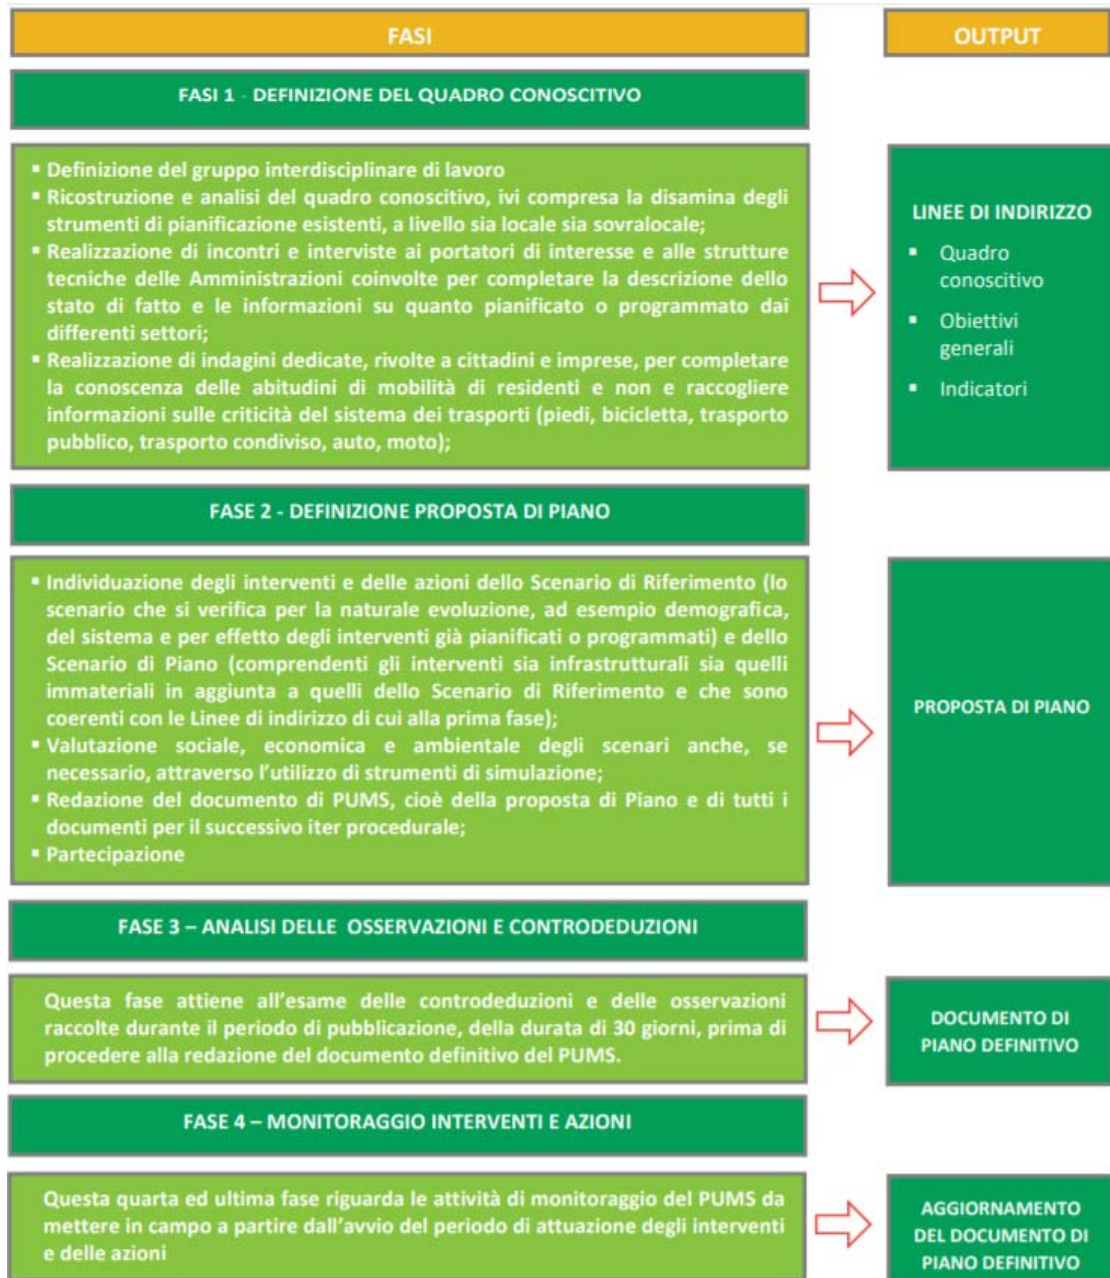 FASI
OUTPUT
FASI 1 - DEFINIZIONE DEL QUADRO CONOSCITIVO
▪ Definizione del gruppo interdisciplinare di lavoro
▪ Ricostruzione e analisi del quadro conoscitivo, ivi compresa la disamina degli
strumenti di pianificazione esistenti, a livello sia locale sia sovralocale;
▪ Realizzazione di incontri e interviste ai portatori di interesse e alle strutture
tecniche delle Amministrazioni coinvolte per completare la descrizione dello
stato di fatto e le informazioni su quanto pianificato o programmato dai
differenti settori;
▪ Realizzazione di indagini dedicate, rivolte a cittadini e imprese, per completare
la conoscenza delle abitudini di mobilità di residenti e non e raccogliere
informazioni sulle criticità del sistema dei trasporti (piedi, bicicletta, trasporto
pubblico, trasporto condiviso, auto, moto);
LINEE DI INDIRIZZO
▪ Quadro
conoscitivo
▪ Obiettivi
generali
▪ Indicatori
FASE 2 - DEFINIZIONE PROPOSTA DI PIANO
▪ Individuazione degli interventi e delle azioni dello Scenario di Riferimento (lo
scenario che si verifica per la naturale evoluzione, ad esempio demografica,
del sistema e per effetto degli interventi già pianificati o programmati) e dello
Scenario di Piano (comprendenti gli interventi sia infrastrutturali sia quelli
immateriali in aggiunta a quelli dello Scenario di Riferimento e che sono
coerenti con le Linee di indirizzo di cui alla prima fase);
▪ Valutazione sociale, economica e ambientale degli scenari anche, se
necessario, attraverso l'utilizzo di strumenti di simulazione;
▪ Redazione del documento di PUMS, cioè della proposta di Piano e di tutti i
documenti per il successivo iter procedurale;
▪ Partecipazione
PROPOSTA DI PIANO
FASE 3 – ANALISI DELLE OSSERVAZIONI E CONTRODEDUZIONI
Questa fase attiene all'esame delle controdeduzioni e delle osservazioni
raccolte durante il periodo di pubblicazione, della durata di 30 giorni, prima di
procedere alla redazione del documento definitivo del PUMS.
DOCUMENTO DI
PIANO DEFINITIVO
FASE 4 – MONITORAGGIO INTERVENTI E AZIONI
Questa quarta ed ultima fase riguarda le attività di monitoraggio del PUMS da
mettere in campo a partire dall'avvio del periodo di attuazione degli interventi
e delle azioni
AGGIORNAMENTO
DEL DOCUMENTO DI
PIANO DEFINITIVO